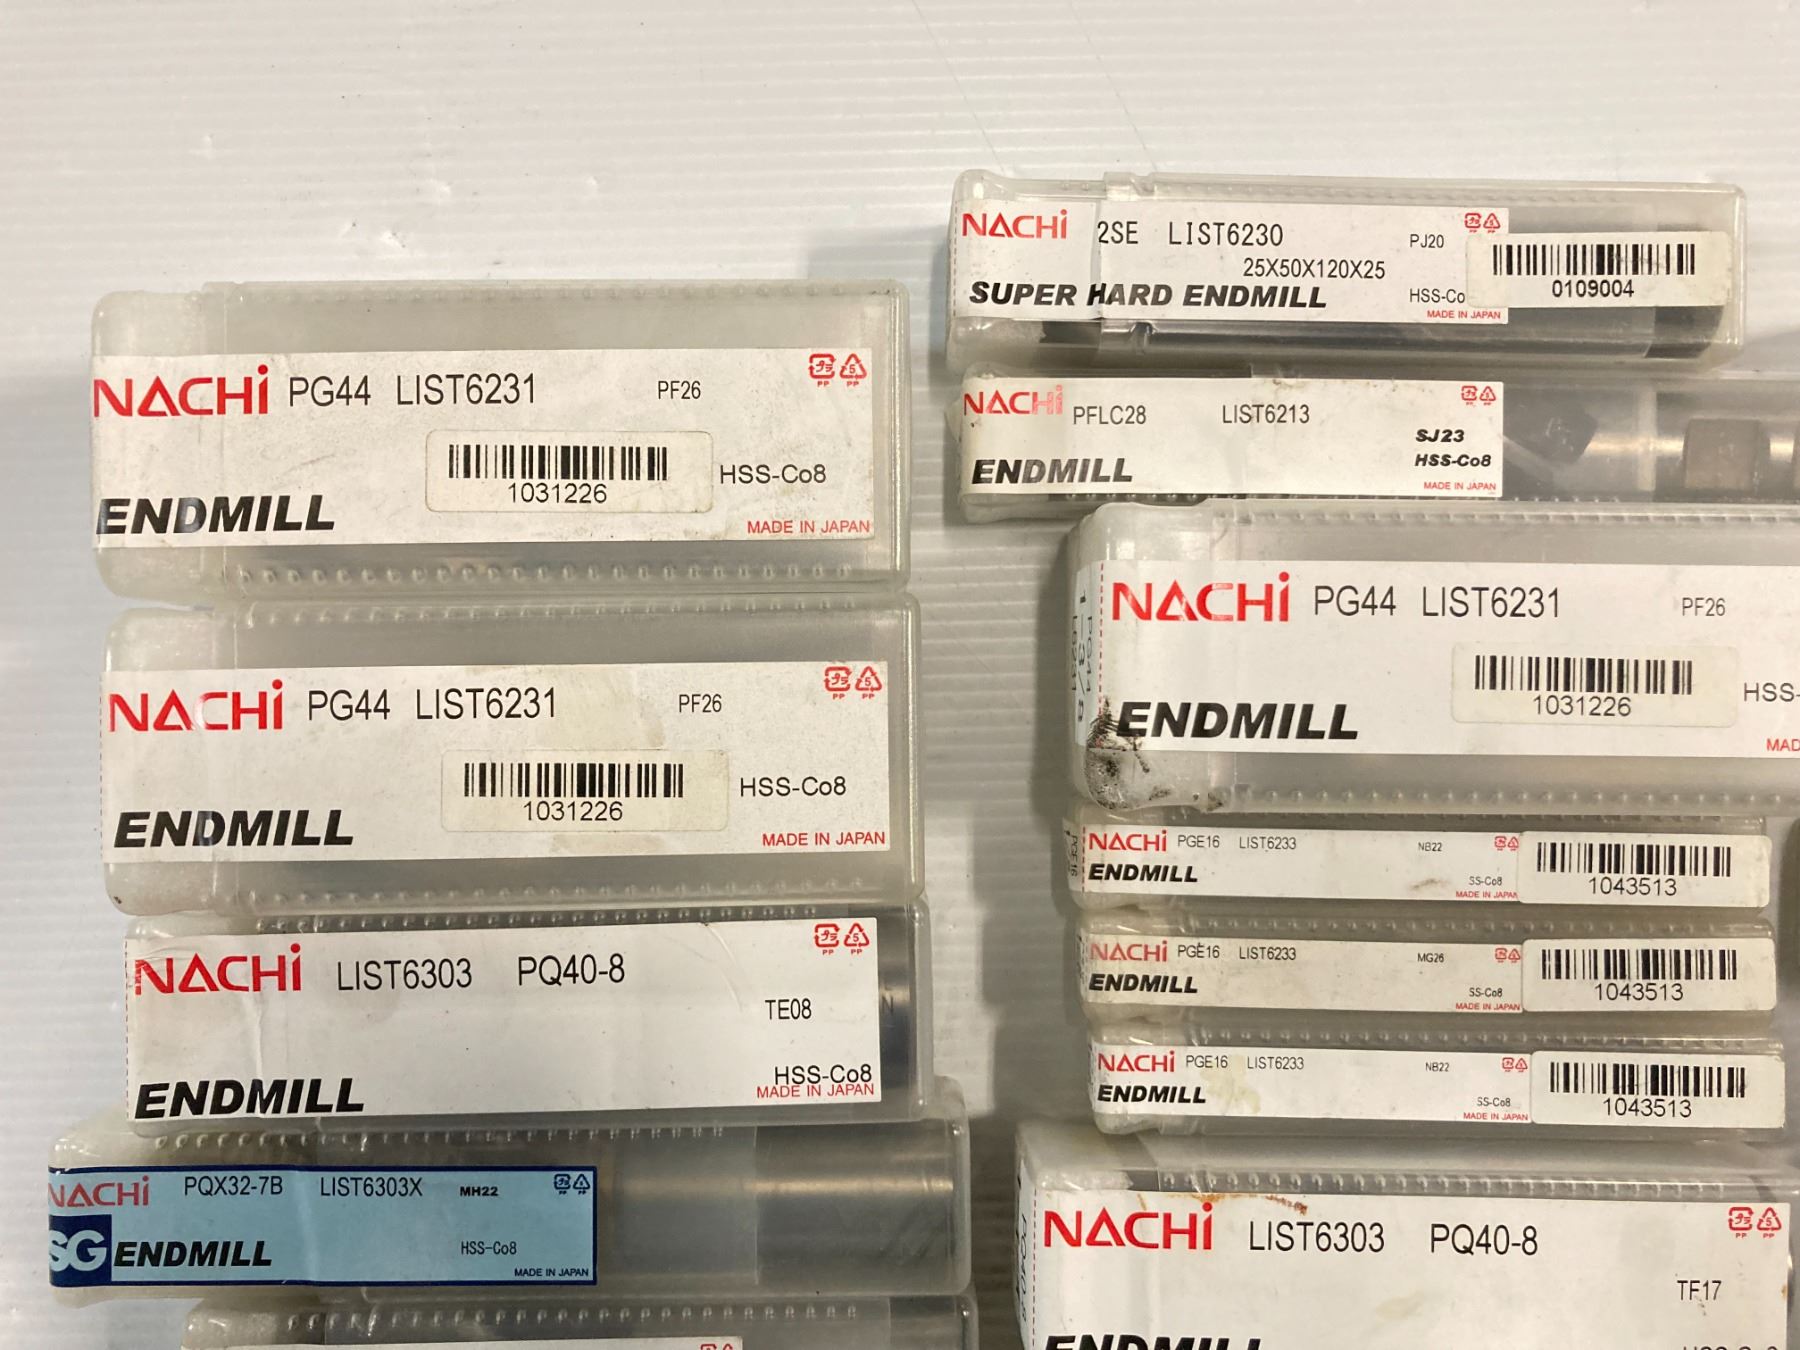 NACHi PG44 LIST6231 PF26
1031226
HSS-Co8
ENDMILL
MADE IN JAPAN
NACHi PG44 LIST6231 PF26
1031226
HSS-Co8
ENDMILL
MADE IN JAPAN
NACHi LIST6303 PQ40-8
TE08
HSS-Co8
ENDMILL
MADE IN JAPAN
NACHi PQX32-7B LIST6303X MH22
SG ENDMILL
HSS-Co8
MADE IN JAPAN
NACHi 2SE LIST6230 PJ20
25X50X120X25
SUPER HARD ENDMILL
HSS-Co
MADE IN JAPAN
0109004
NACHi PFLC28 LIST6213
SJ23
HSS-Co8
ENDMILL
MADE IN JAPAN
NACHi PG44 LIST6231 PF26
1031226
HSS-
ENDMILL
MAD
NACHi PGE16 LIST6233 NB22
ENDMILL
SS-Co8
MADE IN JAPAN
1043513
NACHi PGE16 LIST6233 MG26
ENDMILL
SS-Co8
MADE IN JAPAN
1043513
NACHi PGE16 LIST6233 NB22
ENDMILL
SS-Co8
MADE IN JAPAN
1043513
NACHi LIST6303 PQ40-8
TF17
ENDMILL